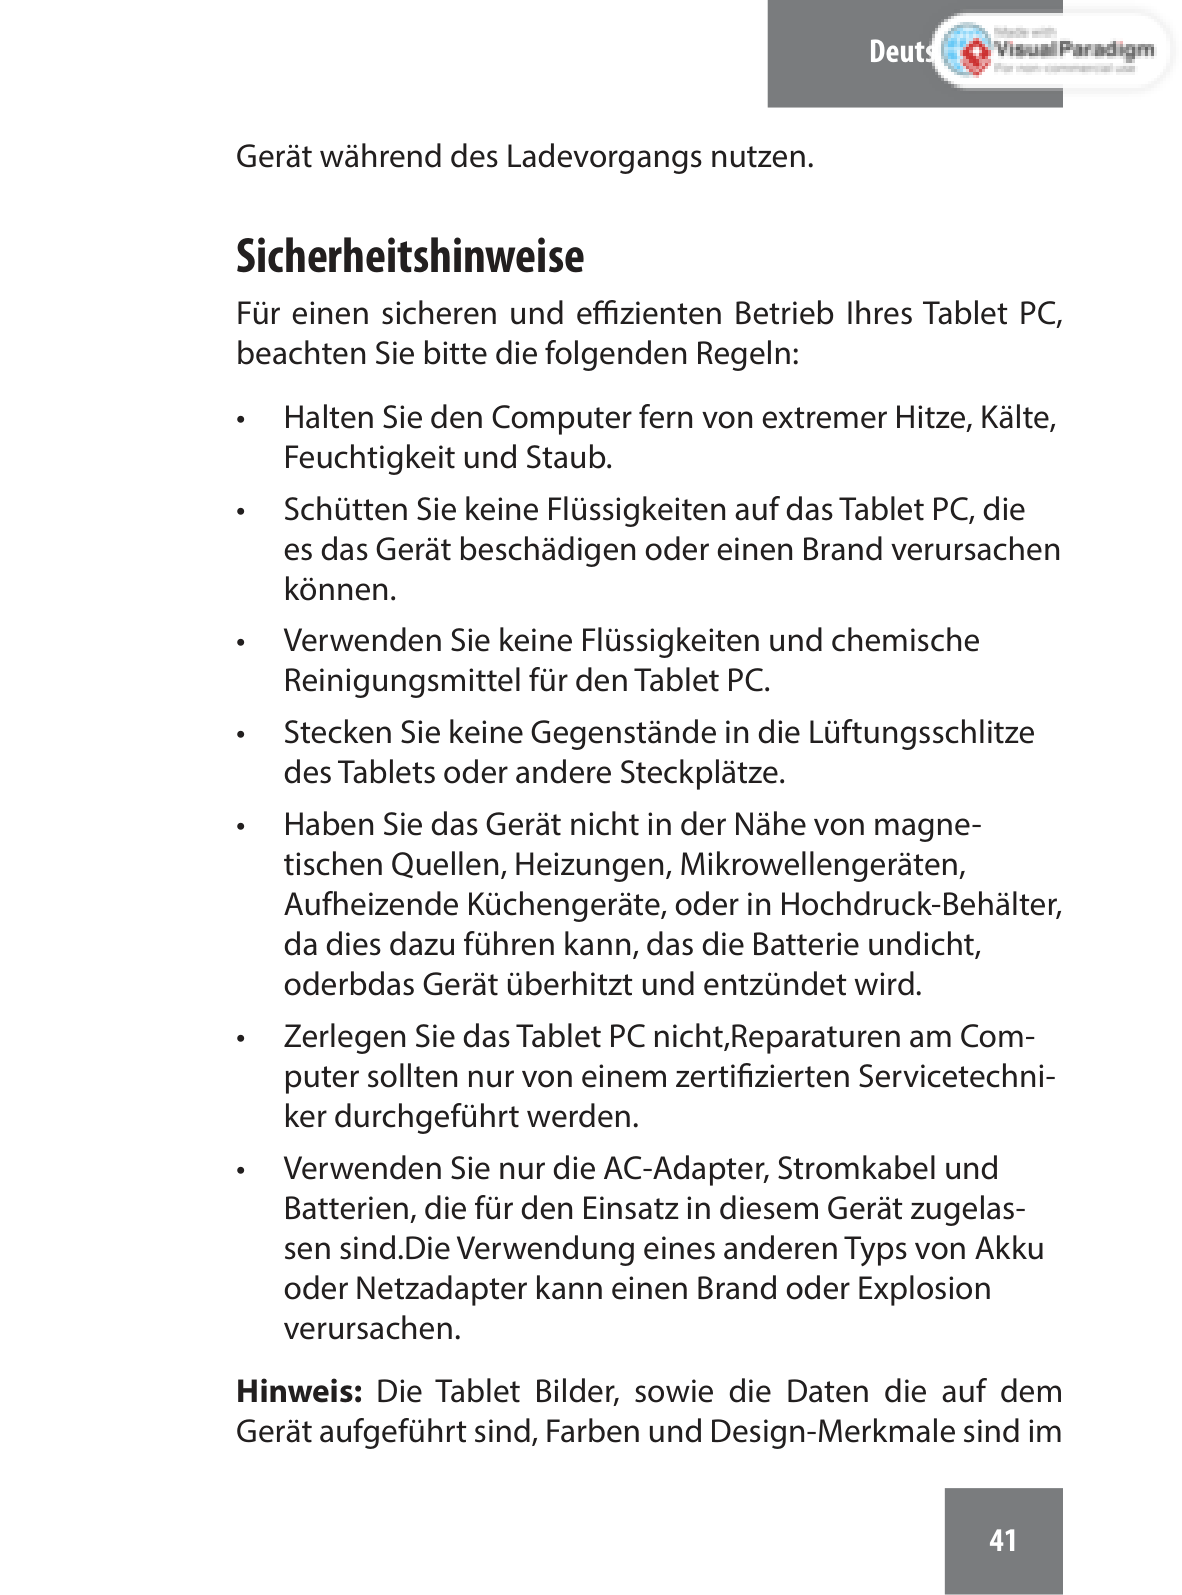 Made with
Visual Paradigm
For non-commercial use
Gerät während des Ladevorgangs nutzen.
Sicherheitshinweise
Für einen sicheren und effizienten Betrieb Ihres Tablet PC,
beachten Sie bitte die folgenden Regeln:
• Halten Sie den Computer fern von extremer Hitze, Kälte,
Feuchtigkeit und Staub.
• Schütten Sie keine Flüssigkeiten auf das Tablet PC, die
es das Gerät beschädigen oder einen Brand verursachen
können.
• Verwenden Sie keine Flüssigkeiten und chemische
Reinigungsmittel für den Tablet PC.
• Stecken Sie keine Gegenstände in die Lüftungsschlitze
des Tablets oder andere Steckplätze.
• Haben Sie das Gerät nicht in der Nähe von magne-
tischen Quellen, Heizungen, Mikrowellengeräten,
Aufheizende Küchengeräte, oder in Hochdruck-Behälter,
da dies dazu führen kann, das die Batterie undicht,
oderbdas Gerät überhitzt und entzündet wird.
• Zerlegen Sie das Tablet PC nicht,Reparaturen am Com-
puter sollten nur von einem zertifizierten Servicetechni-
ker durchgeführt werden.
• Verwenden Sie nur die AC-Adapter, Stromkabel und
Batterien, die für den Einsatz in diesem Gerät zugelas-
sen sind.Die Verwendung eines anderen Typs von Akku
oder Netzadapter kann einen Brand oder Explosion
verursachen.
Hinweis: Die Tablet Bilder, sowie die Daten die auf dem
Gerät aufgeführt sind, Farben und Design-Merkmale sind im
41